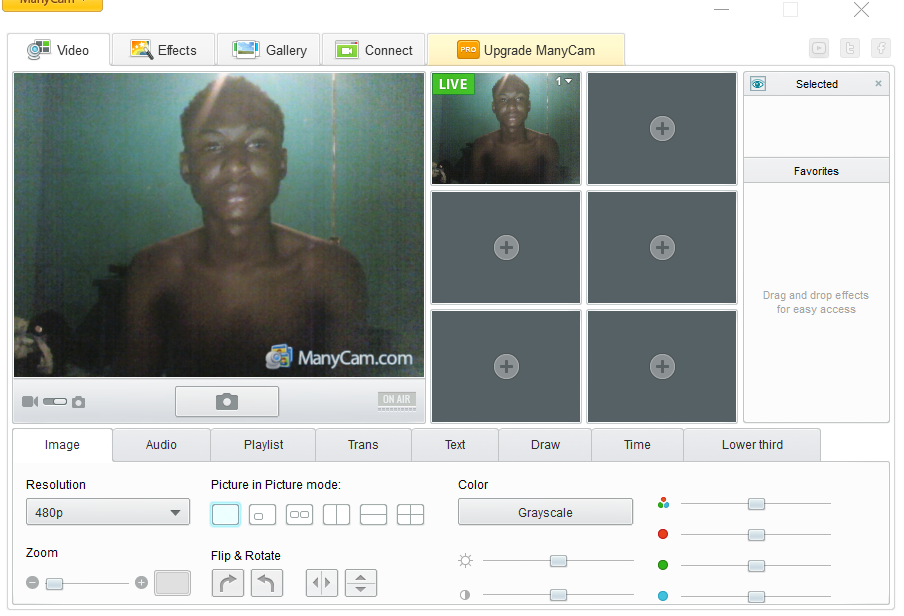 ManyCam
Video
Effects
Gallery
Connect
PRO Upgrade ManyCam
LIVE
1
Selected
Favorites
Drag and drop effects
for easy access
ManyCam.com
ON AIR
Image
Audio
Playlist
Trans
Text
Draw
Time
Lower third
Resolution
Picture in Picture mode:
Color
480p
Grayscale
Zoom
Flip & Rotate